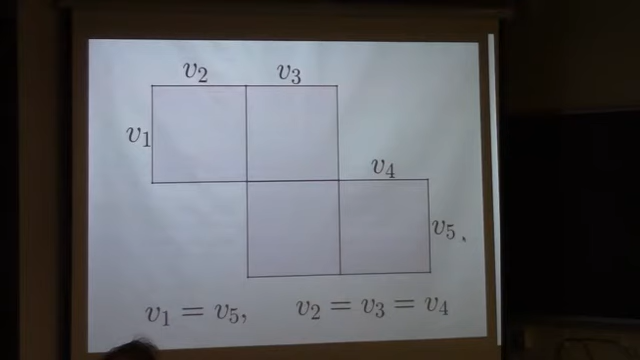 v₂ v₃
v₁
v₄
v₅.
v₁ = v₅, v₂ = v₃ = v₄